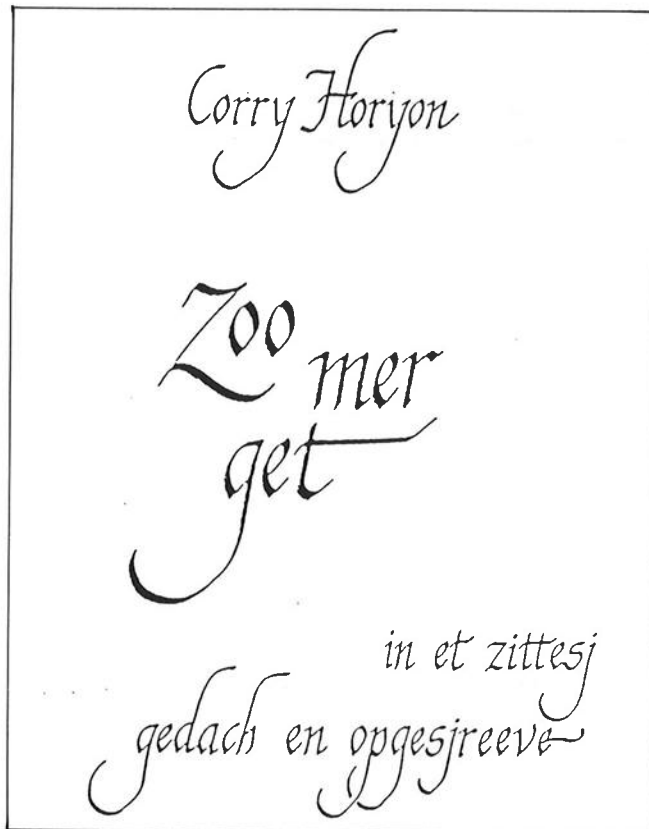 Corry Horijon
Zoo
mer
get
in et zittesj
gedach en opgesjreeve